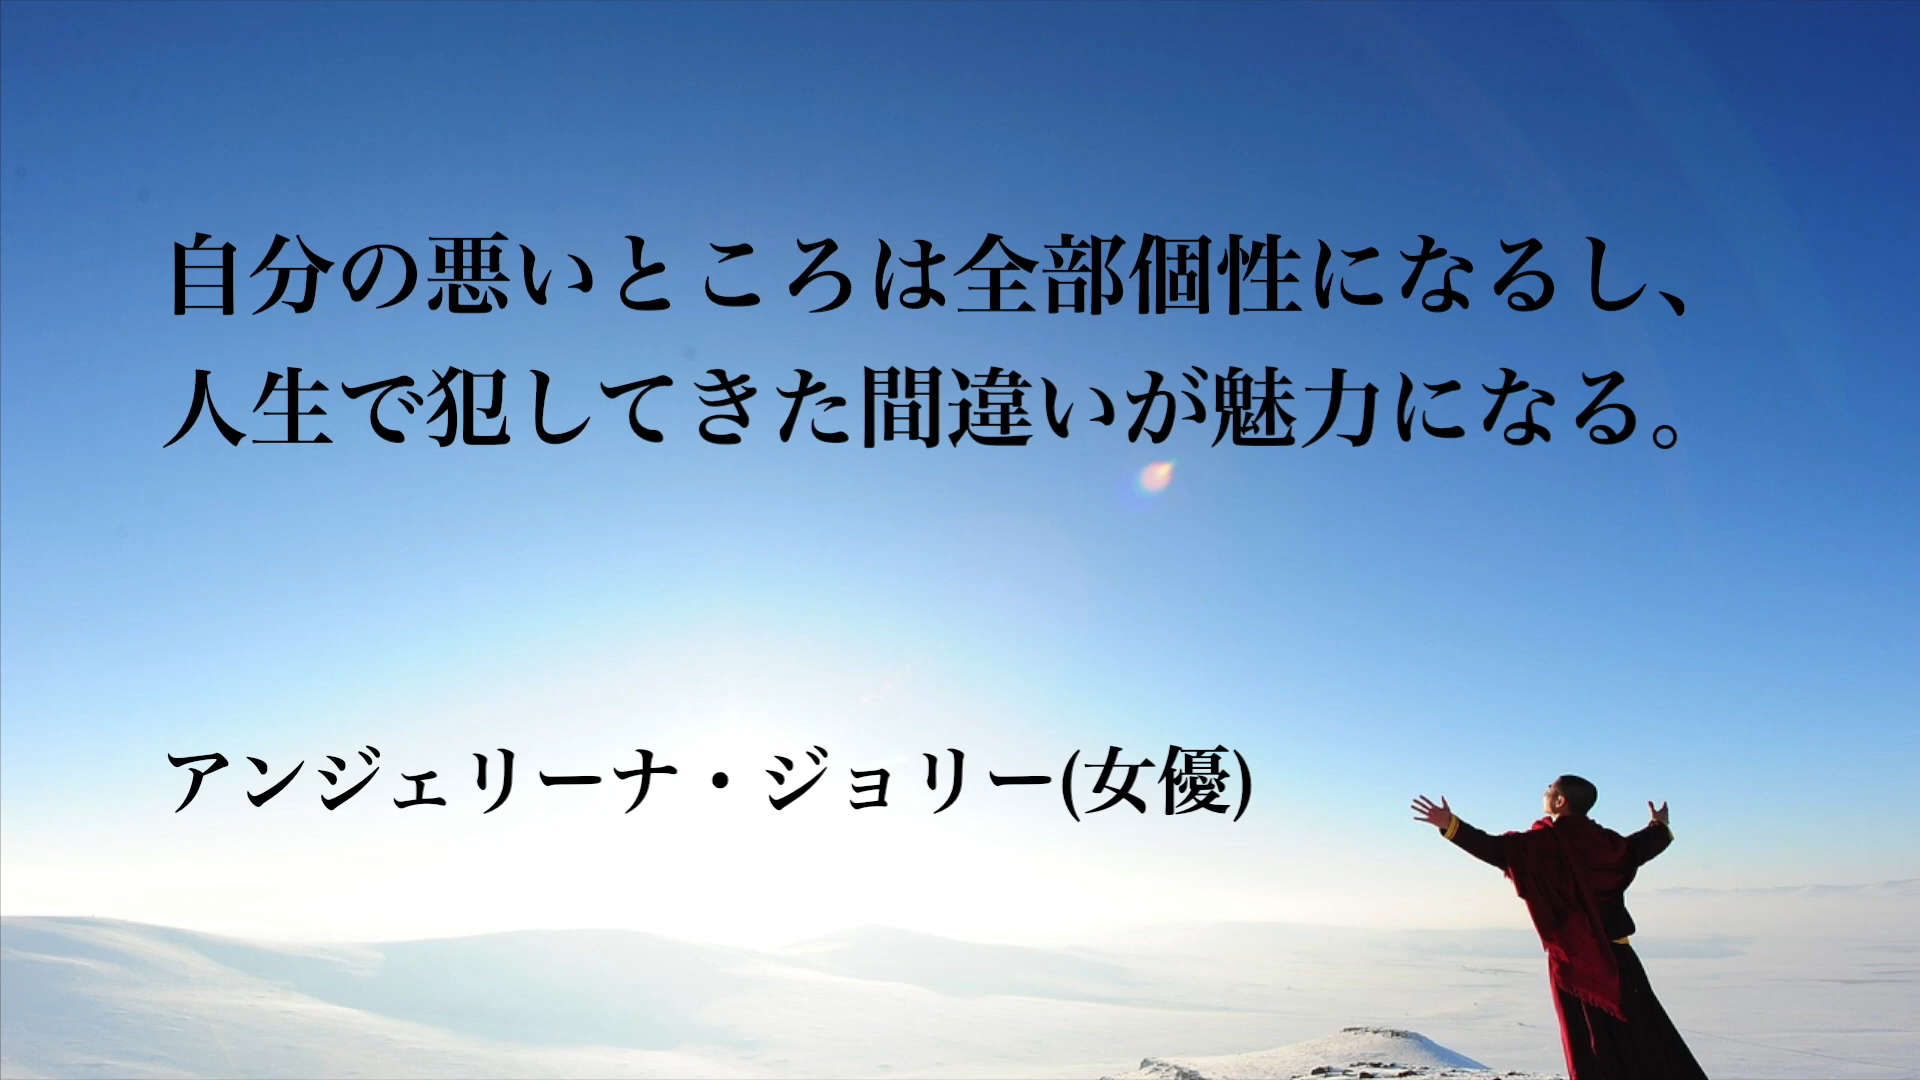 自分の悪いところは全部個性になるし、
人生で犯してきた間違いが魅力になる。
アンジェリーナ・ジョリー(女優)